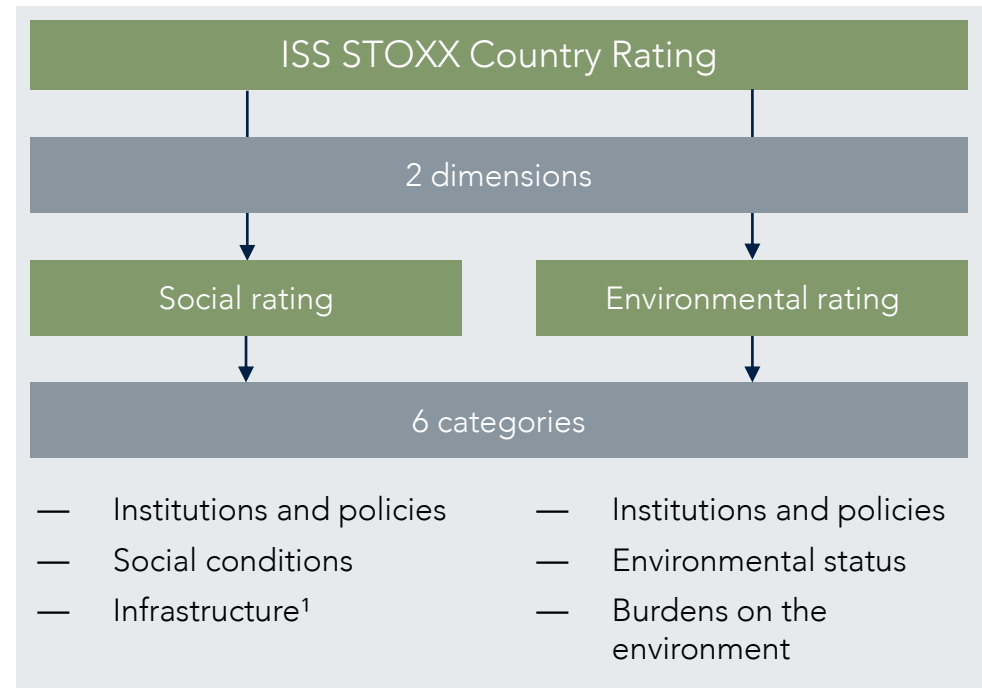 ISS STOXX Country Rating
2 dimensions
Social rating
Environmental rating
6 categories
— Institutions and policies
— Social conditions
— Infrastructure¹
— Institutions and policies
— Environmental status
— Burdens on the
environment